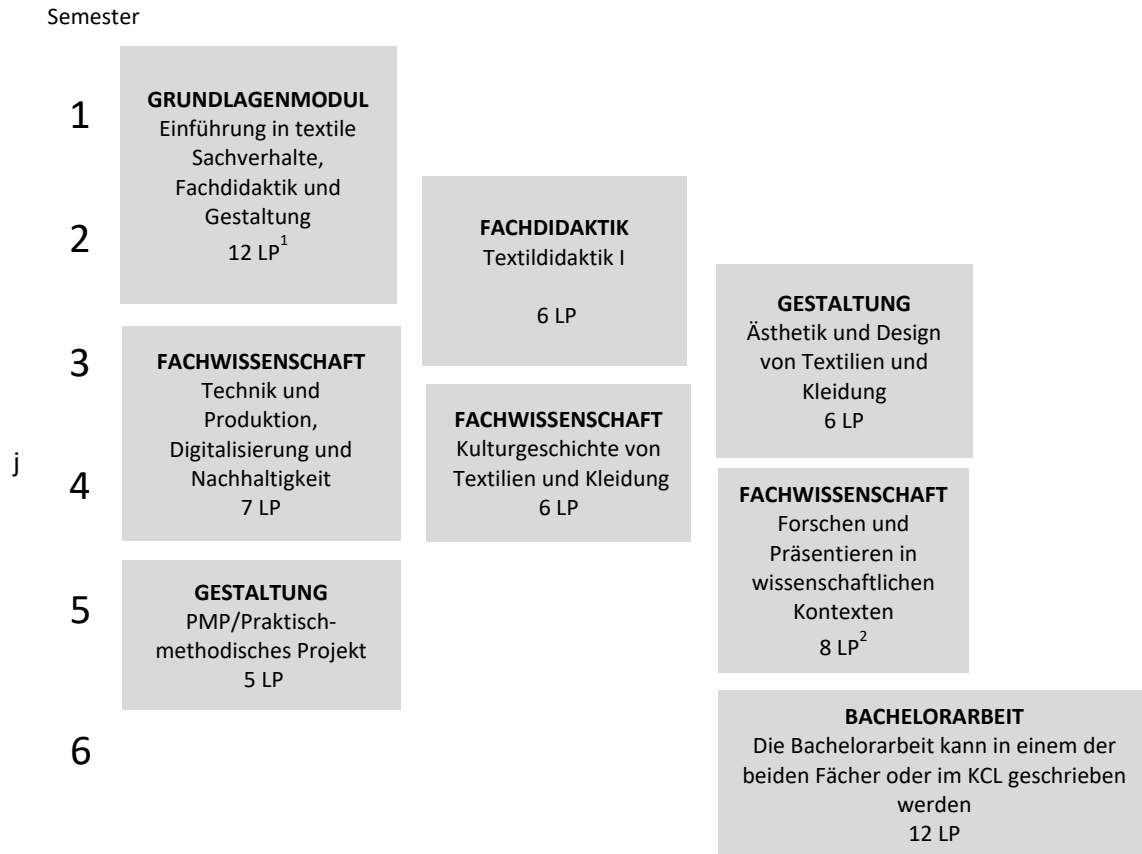 Semester
1
GRUNDLAGENMODUL
Einführung in textile
Sachverhalte,
Fachdidaktik und
Gestaltung
12 LP¹
2
FACHDIDAKTIK
Textildidaktik I
6 LP
GESTALTUNG
Ästhetik und Design
von Textilien und
Kleidung
6 LP
3
FACHWISSENSCHAFT
Technik und
Produktion,
Digitalisierung und
Nachhaltigkeit
7 LP
FACHWISSENSCHAFT
Kulturgeschichte von
Textilien und Kleidung
6 LP
j
4
FACHWISSENSCHAFT
Forschen und
Präsentieren in
wissenschaftlichen
Kontexten
8 LP²
5
GESTALTUNG
PMP/Praktisch-
methodisches Projekt
5 LP
6
BACHELORARBEIT
Die Bachelorarbeit kann in einem der
beiden Fächer oder im KCL geschrieben
werden
12 LP